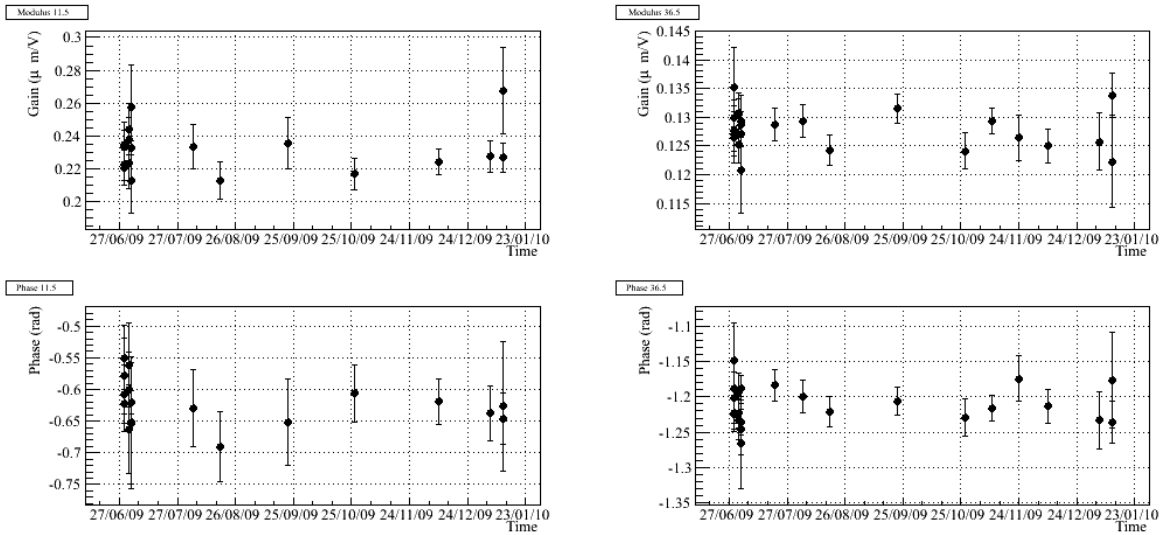 Modulus 11.5
Gain (μ m/V)
0.3
0.28
0.26
0.24
0.22
0.2
27/06/09 27/07/09 26/08/09 25/09/09 25/10/09 24/11/09 24/12/09 23/01/10
Time
Modulus 36.5
Gain (μ m/V)
0.145
0.14
0.135
0.13
0.125
0.12
0.115
27/06/09 27/07/09 26/08/09 25/09/09 25/10/09 24/11/09 24/12/09 23/01/10
Time
Phase 11.5
Phase (rad)
-0.5
-0.55
-0.6
-0.65
-0.7
-0.75
27/06/09 27/07/09 26/08/09 25/09/09 25/10/09 24/11/09 24/12/09 23/01/10
Time
Phase 36.5
Phase (rad)
-1.1
-1.15
-1.2
-1.25
-1.3
-1.35
27/06/09 27/07/09 26/08/09 25/09/09 25/10/09 24/11/09 24/12/09 23/01/10
Time